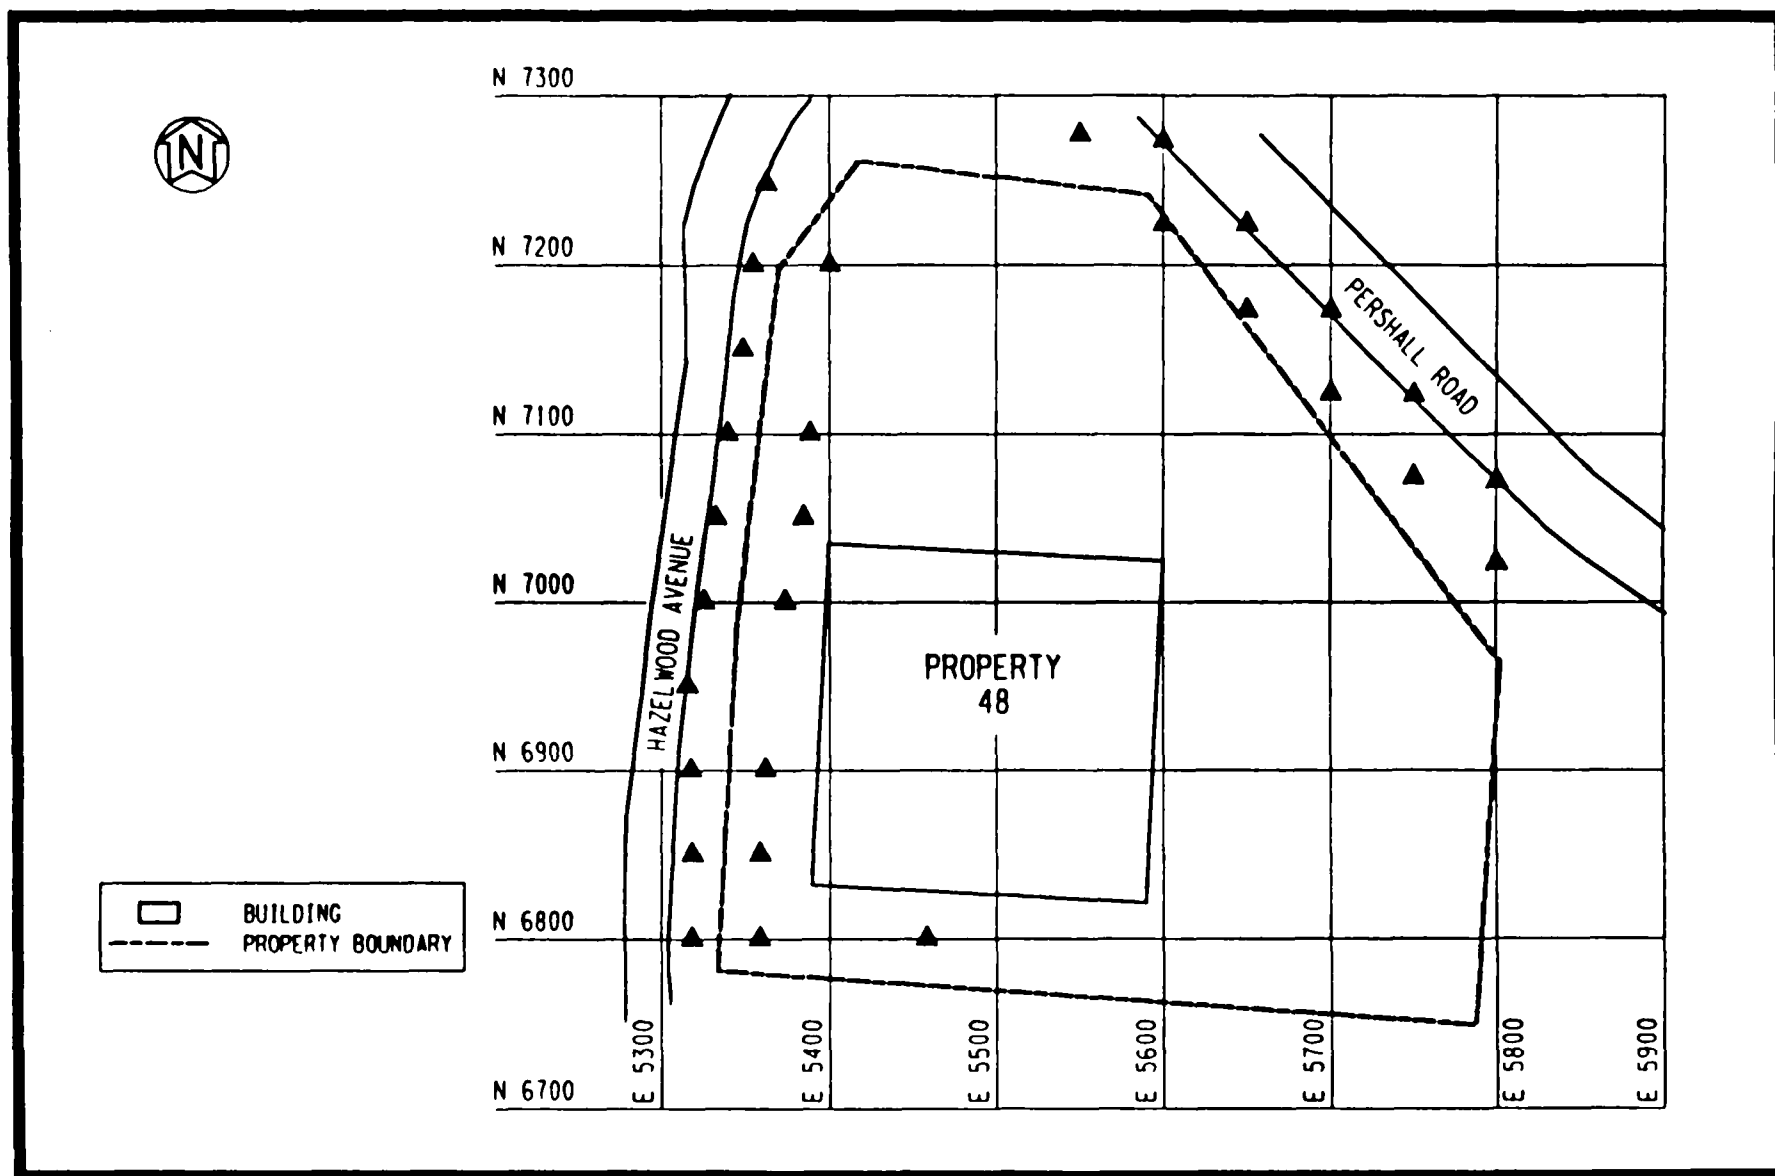 N 7300
N
N 7200
PERSHALL ROAD
N 7100
HAZELWOOD AVENUE
N 7000
PROPERTY
48
N 6900
BUILDING
PROPERTY BOUNDARY
N 6800
E 5300
E 5400
E 5500
E 5600
E 5700
E 5800
E 5900
N 6700